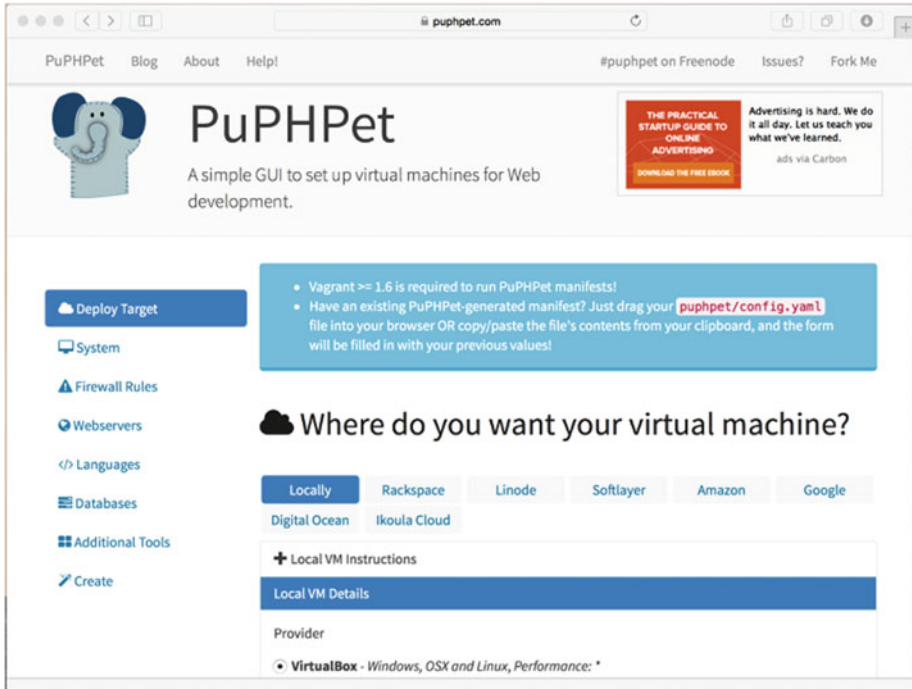 puphpet.com
PuPHPet Blog About Help! #puphpet on Freenode Issues? Fork Me
PuPHPet
A simple GUI to set up virtual machines for Web
development.
THE PRACTICAL
STARTUP GUIDE TO
ONLINE
ADVERTISING
DOWNLOAD THE FREE EBOOK
Advertising is hard. We do
it all day. Let us teach you
what we've learned.
ads via Carbon
Deploy Target
System
Firewall Rules
Webservers
Languages
Databases
Additional Tools
Create
• Vagrant >= 1.6 is required to run PuPHPet manifests!
• Have an existing PuPHPet-generated manifest? Just drag your puphpet/config.yaml
file into your browser OR copy/paste the file's contents from your clipboard, and the form
will be filled in with your previous values!
Where do you want your virtual machine?
Locally Rackspace Linode Softlayer Amazon Google
Digital Ocean Ikoula Cloud
Local VM Instructions
Local VM Details
Provider
VirtualBox - Windows, OSX and Linux, Performance: *